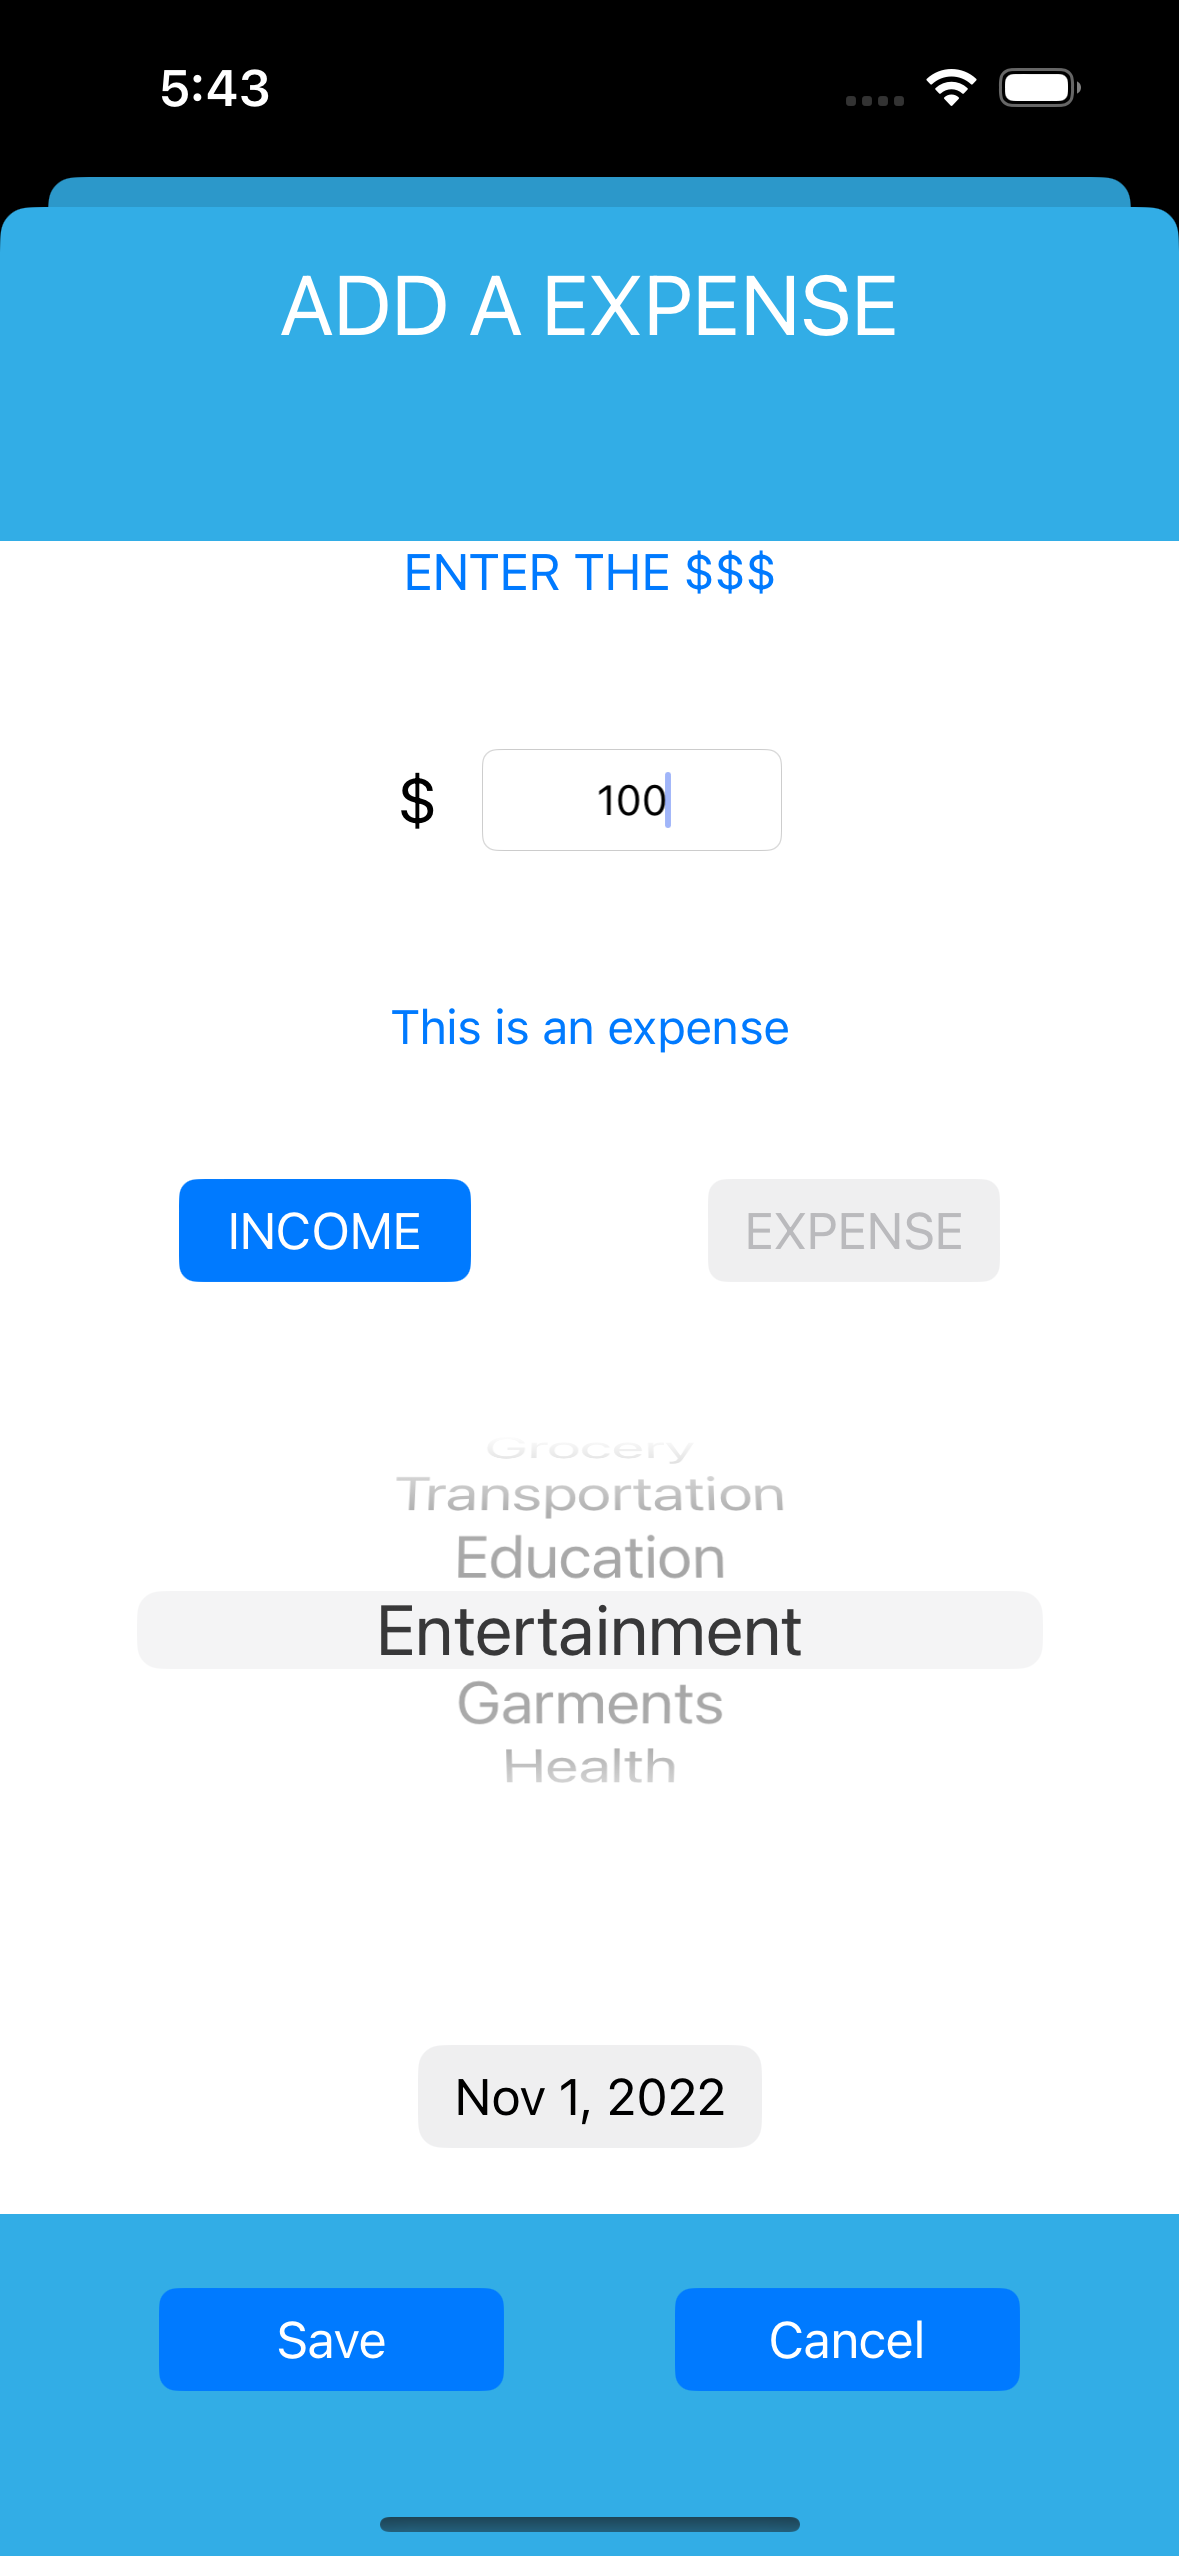 5:43
ADD A EXPENSE
ENTER THE $$$
$ 100
This is an expense
INCOME EXPENSE
Grocery
Transportation
Education
Entertainment
Garments
Health
Nov 1, 2022
Save Cancel